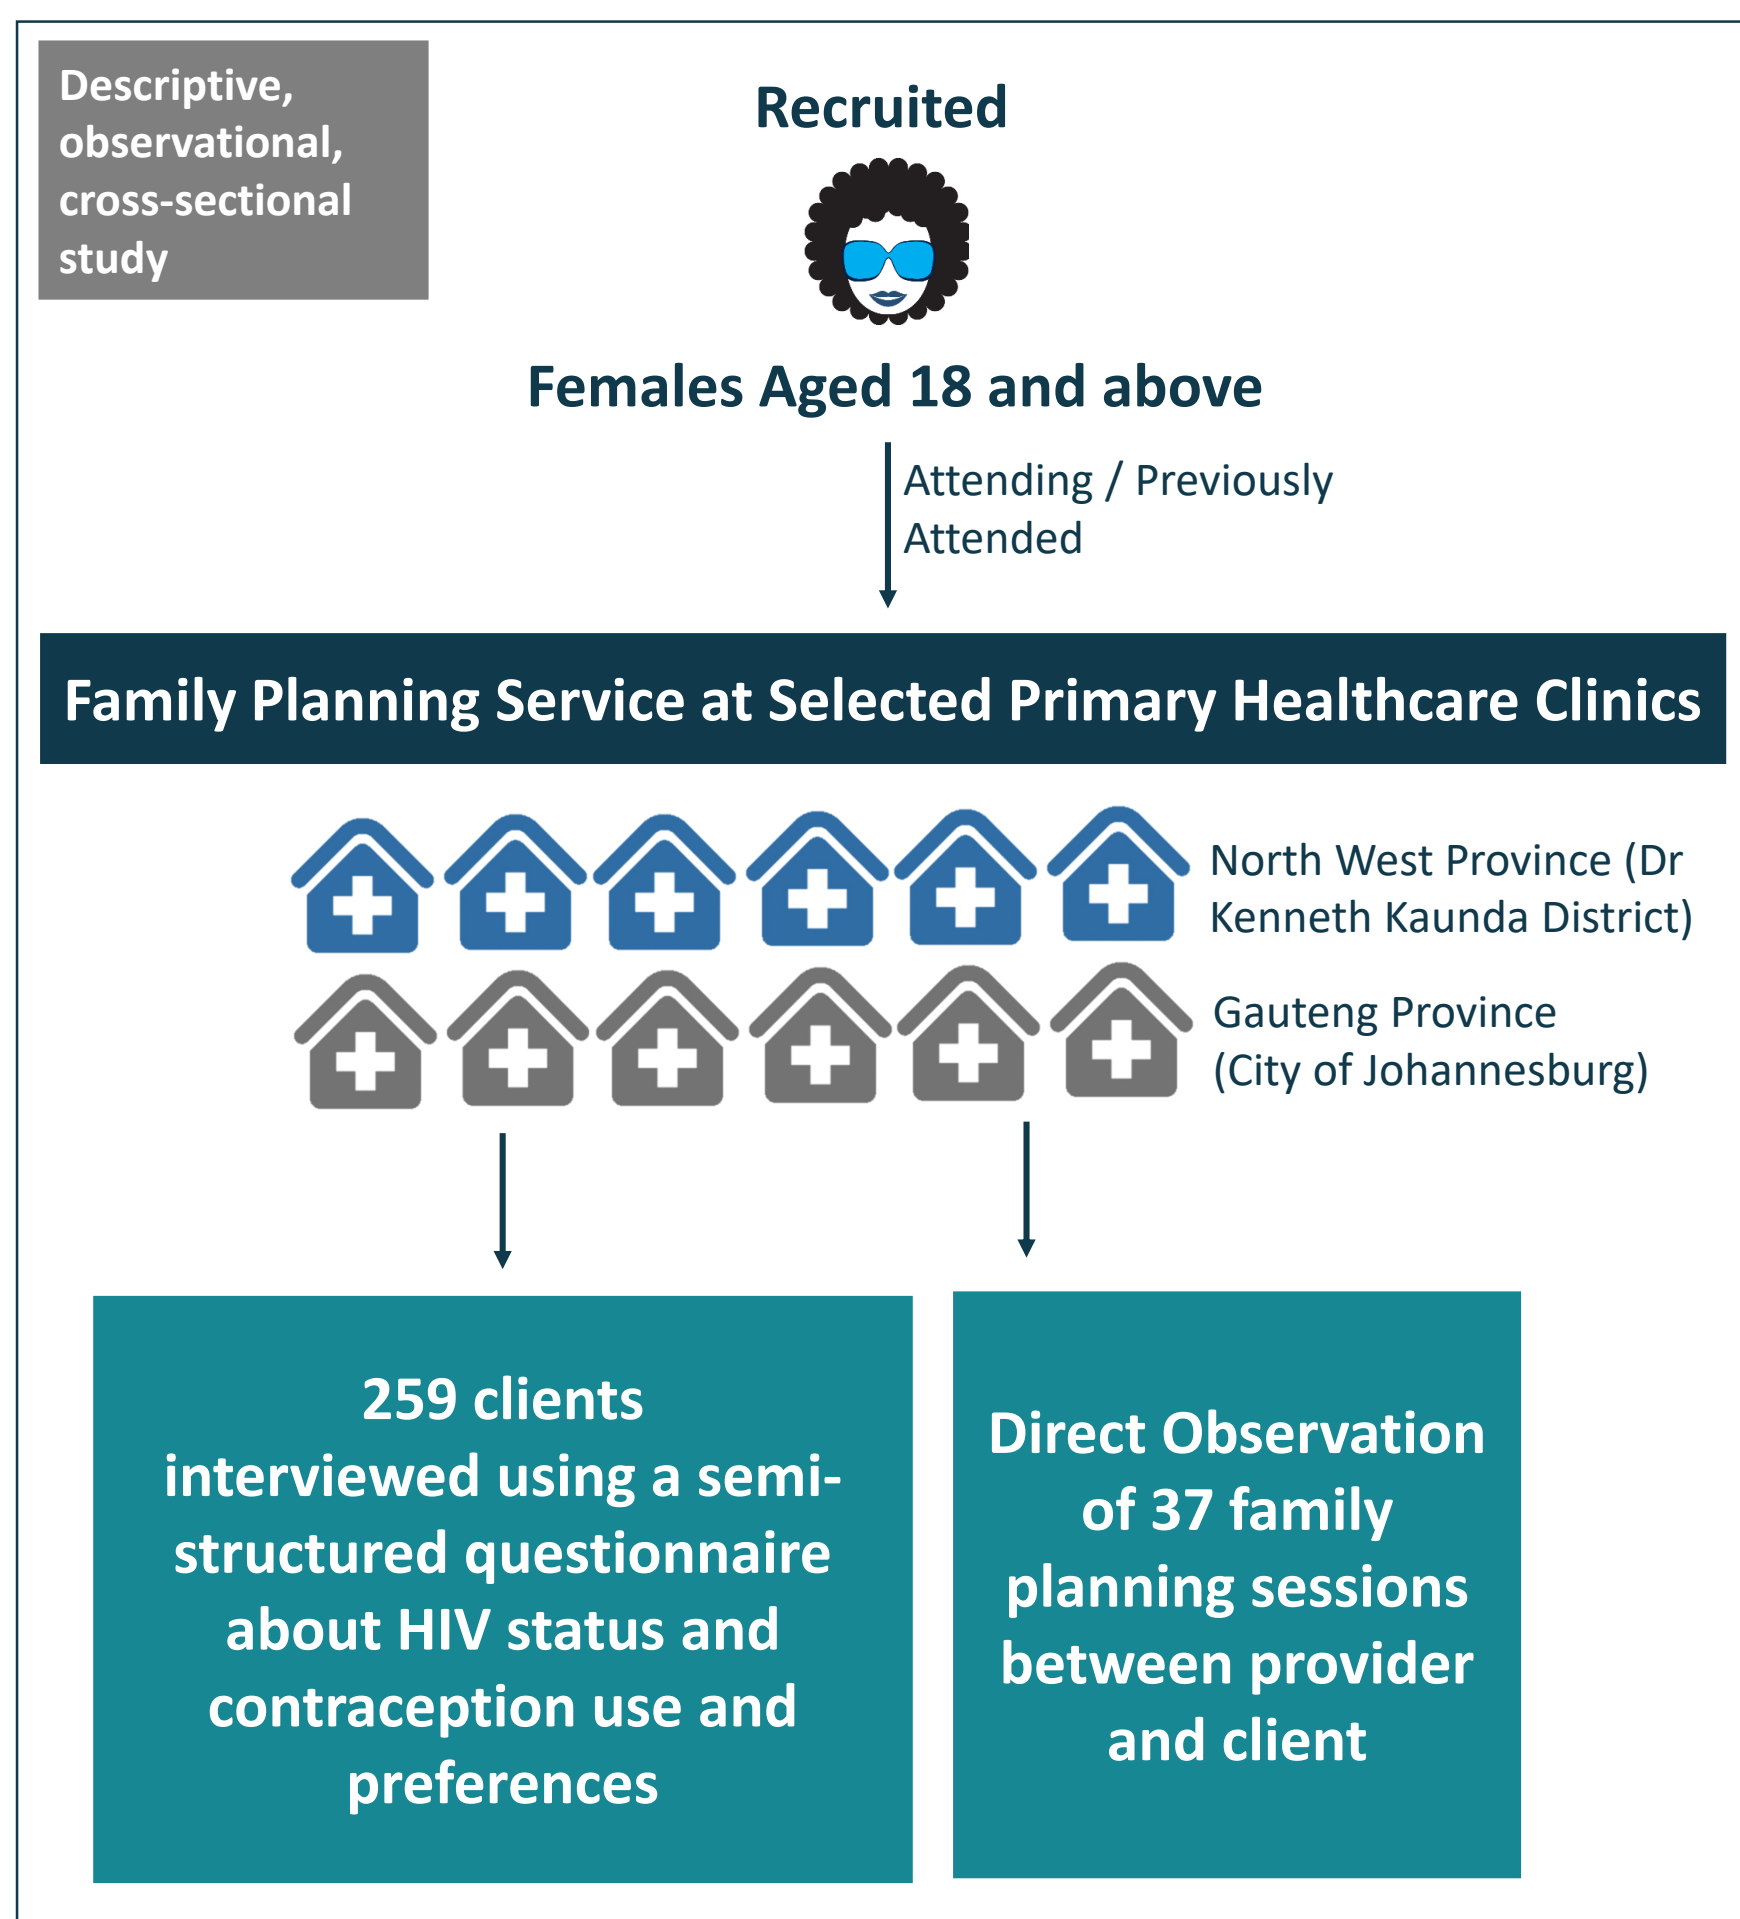 Descriptive,
observational,
cross-sectional
study
Recruited
Females Aged 18 and above
Attending / Previously
Attended
Family Planning Service at Selected Primary Healthcare Clinics
North West Province (Dr
Kenneth Kaunda District)
Gauteng Province
(City of Johannesburg)
259 clients
interviewed using a semi-
structured questionnaire
about HIV status and
contraception use and
preferences
Direct Observation
of 37 family
planning sessions
between provider
and client